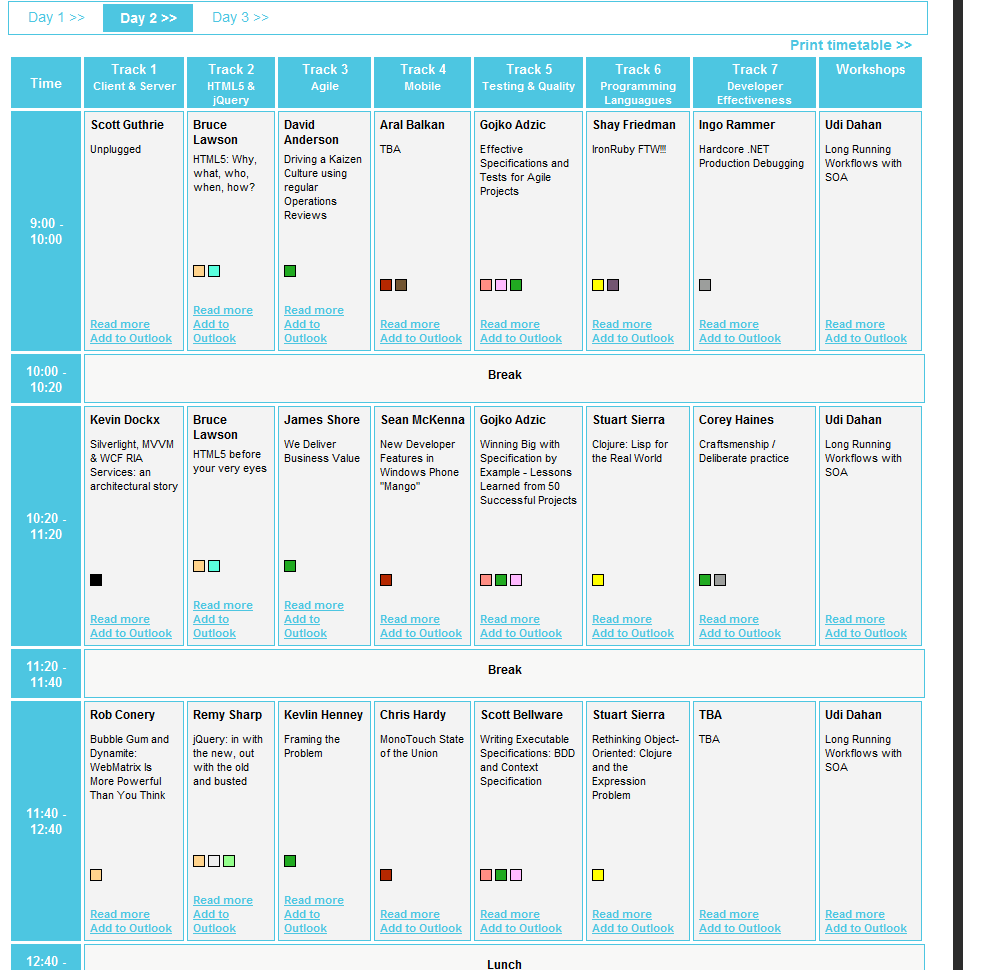 Day 1 >>
Day 2 >>
Day 3 >>
Print timetable >>
Time
Track 1
Client & Server
Track 2
HTML5 &
jQuery
Track 3
Agile
Track 4
Mobile
Track 5
Testing & Quality
Track 6
Programming
Languagues
Track 7
Developer
Effectiveness
Workshops
9:00 -
10:00
Scott Guthrie
Unplugged
Read more
Add to Outlook
Bruce
Lawson
HTML5: Why,
what, who,
when, how?
Read more
Add to
Outlook
David
Anderson
Driving a Kaizen
Culture using
regular
Operations
Reviews
Read more
Add to
Outlook
Aral Balkan
TBA
Read more
Add to Outlook
Gojko Adzic
Effective
Specifications and
Tests for Agile
Projects
Read more
Add to Outlook
Shay Friedman
IronRuby FTW!!!
Read more
Add to Outlook
Ingo Rammer
Hardcore .NET
Production Debugging
Read more
Add to Outlook
Udi Dahan
Long Running
Workflows with
SOA
Read more
Add to Outlook
10:00 -
10:20
Break
10:20 -
11:20
Kevin Dockx
Silverlight, MVVM
& WCF RIA
Services: an
architectural story
Read more
Add to Outlook
Bruce
Lawson
HTML5 before
your very eyes
Read more
Add to
Outlook
James Shore
We Deliver
Business Value
Read more
Add to
Outlook
Sean McKenna
New Developer
Features in
Windows Phone
"Mango"
Read more
Add to Outlook
Gojko Adzic
Winning Big with
Specification by
Example - Lessons
Learned from 50
Successful Projects
Read more
Add to Outlook
Stuart Sierra
Clojure: Lisp for
the Real World
Read more
Add to Outlook
Corey Haines
Craftsmenship /
Deliberate practice
Read more
Add to Outlook
Udi Dahan
Long Running
Workflows with
SOA
Read more
Add to Outlook
11:20 -
11:40
Break
11:40 -
12:40
Rob Conery
Bubble Gum and
Dynamite:
WebMatrix Is
More Powerful
Than You Think
Read more
Add to Outlook
Remy Sharp
jQuery: in with
the new, out
with the old
and busted
Read more
Add to
Outlook
Kevlin Henney
Framing the
Problem
Read more
Add to
Outlook
Chris Hardy
MonoTouch State
of the Union
Read more
Add to Outlook
Scott Bellware
Writing Executable
Specifications: BDD
and Context
Specification
Read more
Add to Outlook
Stuart Sierra
Rethinking Object-
Oriented: Clojure
and the
Expression
Problem
Read more
Add to Outlook
TBA
TBA
Read more
Add to Outlook
Udi Dahan
Long Running
Workflows with
SOA
Read more
Add to Outlook
12:40 -
Lunch